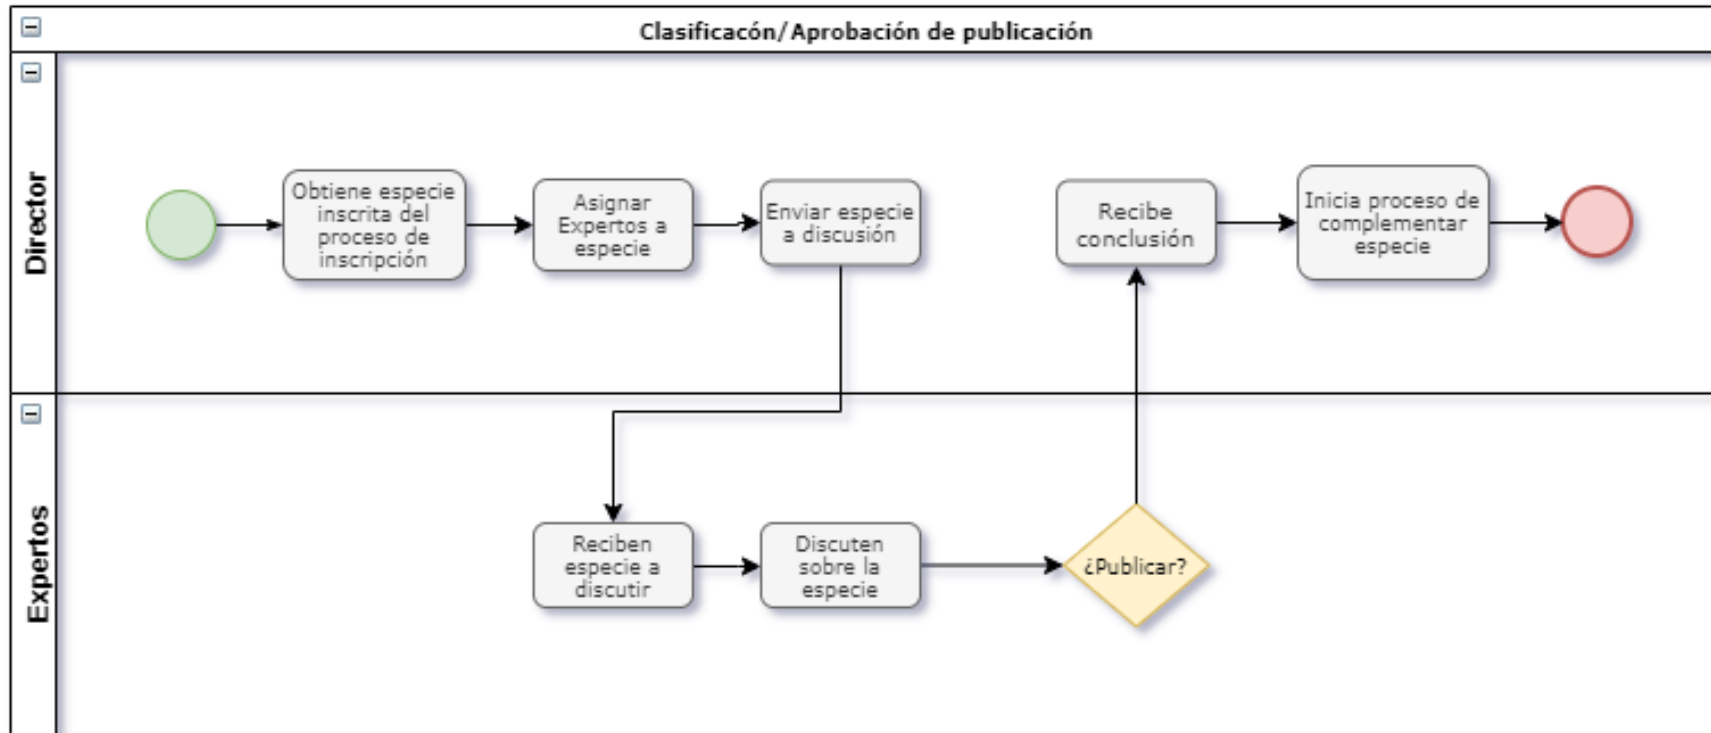 Clasificacón/Aprobación de publicación
Director
Obtiene especie
inscrita del
proceso de
inscripción
Asignar
Expertos a
especie
Enviar especie
a discusión
Recibe
conclusión
Inicia proceso de
complementar
especie
Expertos
Reciben
especie a
discutir
Discuten
sobre la
especie
¿Publicar?